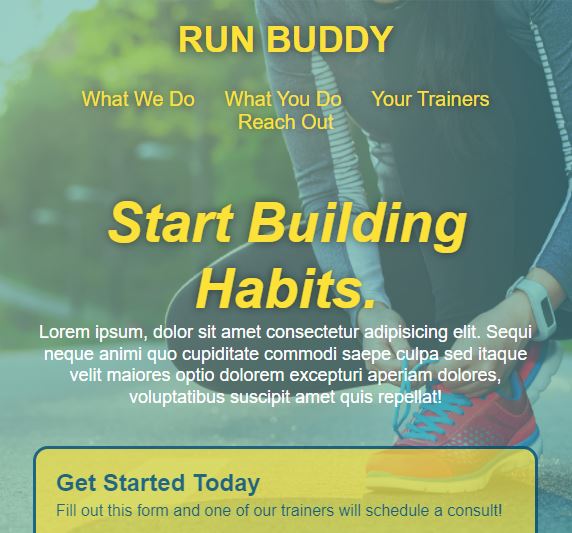 RUN BUDDY
What We Do What You Do Your Trainers
Reach Out
Start Building
Habits.
Lorem ipsum, dolor sit amet consectetur adipisicing elit. Sequi
neque animi quo cupiditate commodi saepe culpa sed itaque
velit maiores optio dolorem excepturi aperiam dolores,
voluptatibus suscipit amet quis repellat!
Get Started Today
Fill out this form and one of our trainers will schedule a consult!